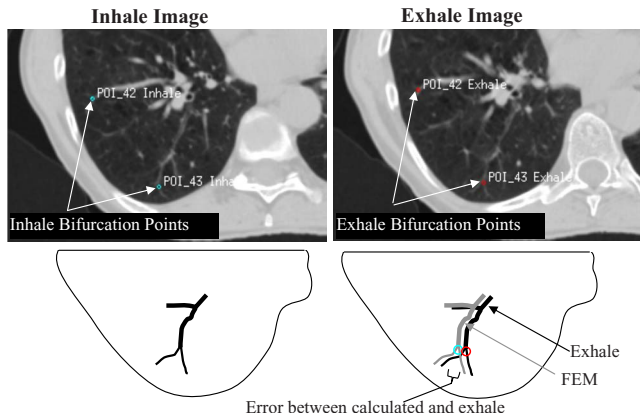 Inhale Image
Exhale Image
POI_42 Inhale
POI_42 Exhale
POI_43 Inha
POI_43 Exhale
Inhale Bifurcation Points
Exhale Bifurcation Points
Exhale
FEM
Error between calculated and exhale